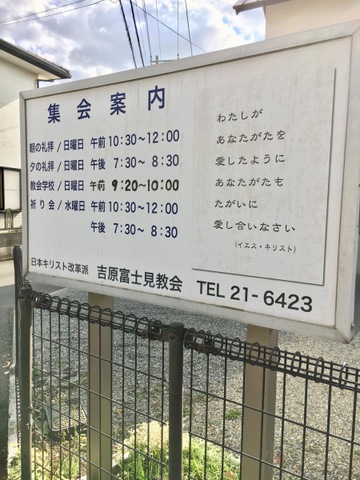 集会案内
朝の礼拝/日曜日 午前 10:30~12:00
夕の礼拝/日曜日 午後 7:30~ 8:30
教会学校/日曜日 午前 9:20~10:00
祈り会/水曜日 午前 10:30~12:00
午後 7:30~ 8:30
わたしが
あなたがたを
愛したように
あなたがたも
たがいに
愛し合いなさい
(イエス・キリスト)
日本キリスト改革派 吉原富士見教会 TEL 21-6423